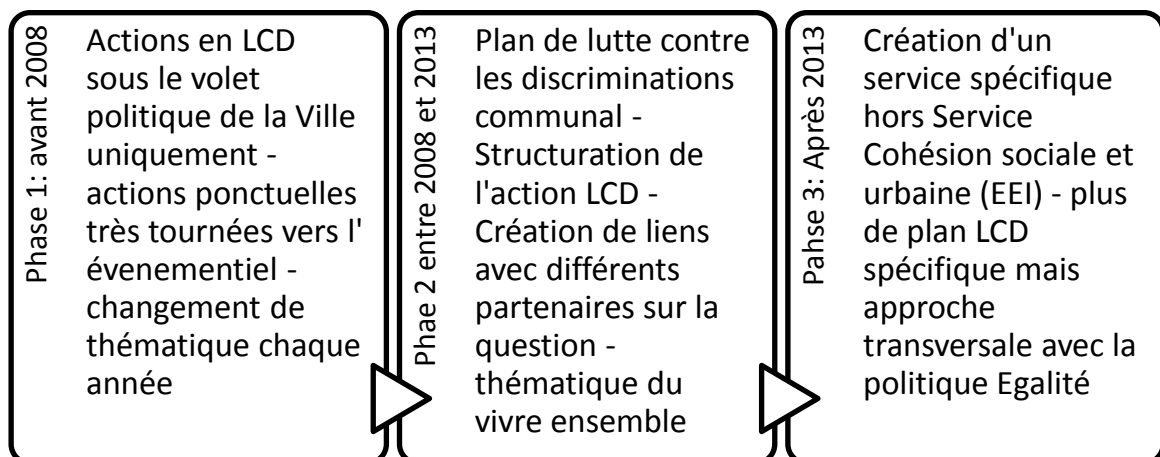 Phase 1: avant 2008
Actions en LCD
sous le volet
politique de la Ville
uniquement -
actions ponctuelles
très tournées vers l'
évenementiel -
changement de
thématique chaque
année
Phae 2 entre 2008 et 2013
Plan de lutte contre
les discriminations
communal -
Structuration de
l'action LCD -
Création de liens
avec différents
partenaires sur la
question -
thématique du
vivre ensemble
Pahse 3: Après 2013
Création d'un
service spécifique
hors Service
Cohésion sociale et
urbaine (EEI) - plus
de plan LCD
spécifique mais
approche
transversale avec la
politique Egalité